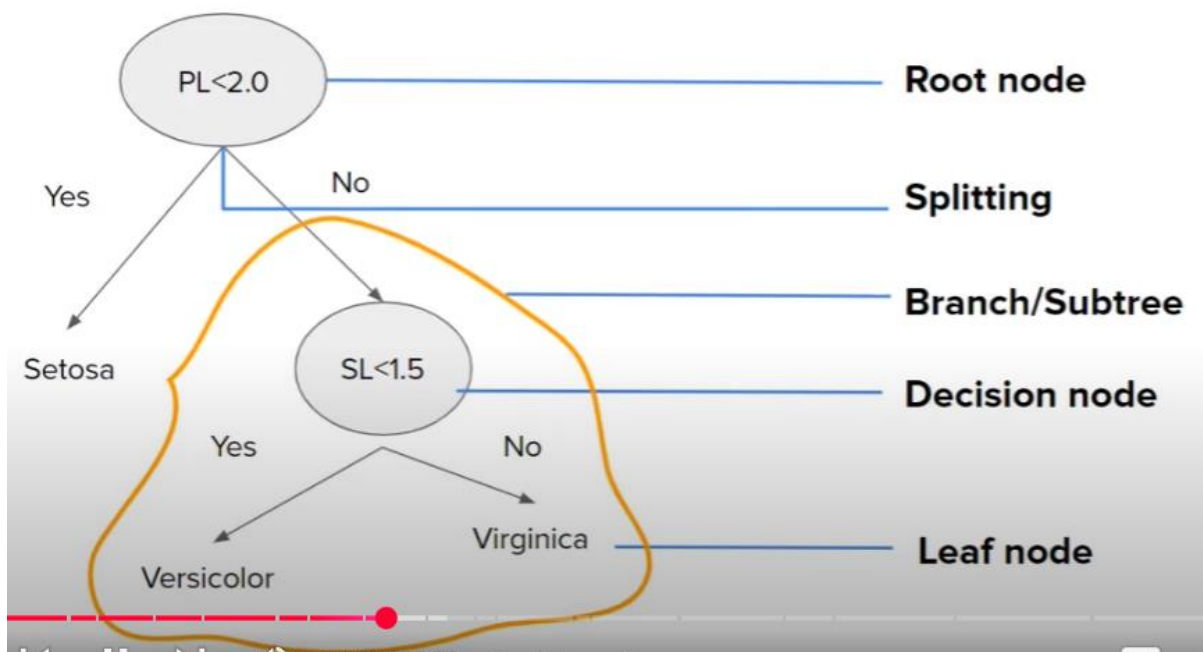 PL<2.0
Root node
Yes
No
Splitting
Branch/Subtree
Setosa
SL<1.5
Decision node
Yes
No
Virginica
Leaf node
Versicolor